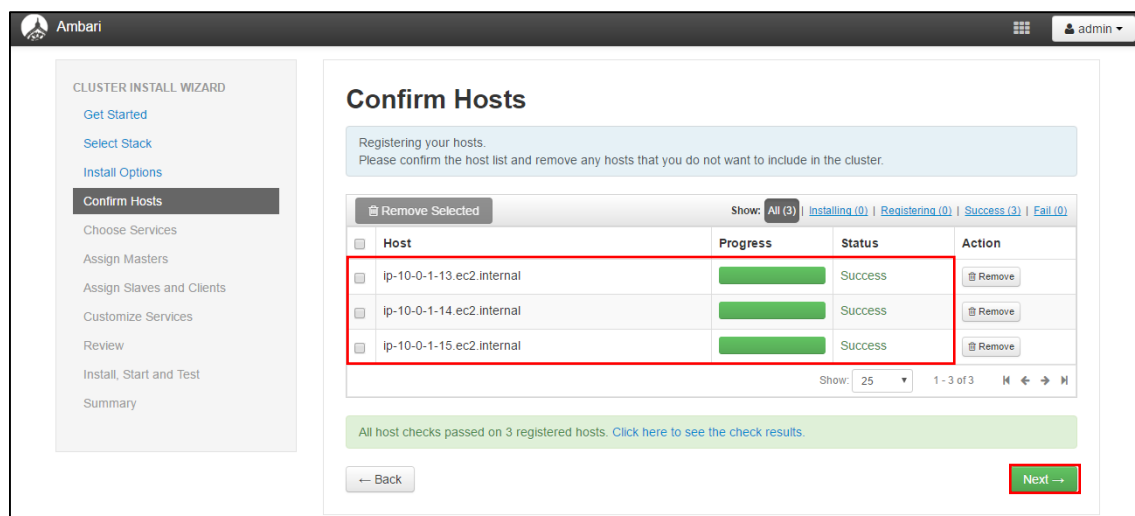 Ambari
admin
CLUSTER INSTALL WIZARD
Get Started
Select Stack
Install Options
Confirm Hosts
Choose Services
Assign Masters
Assign Slaves and Clients
Customize Services
Review
Install, Start and Test
Summary
Confirm Hosts
Registering your hosts.
Please confirm the host list and remove any hosts that you do not want to include in the cluster.
Remove Selected Show: All (3) | Installing (0) | Registering (0) | Success (3) | Fail (0)
Host Progress Status Action
ip-10-0-1-13.ec2.internal Success Remove
ip-10-0-1-14.ec2.internal Success Remove
ip-10-0-1-15.ec2.internal Success Remove
Show: 25 1 - 3 of 3
All host checks passed on 3 registered hosts. Click here to see the check results.
← Back Next →